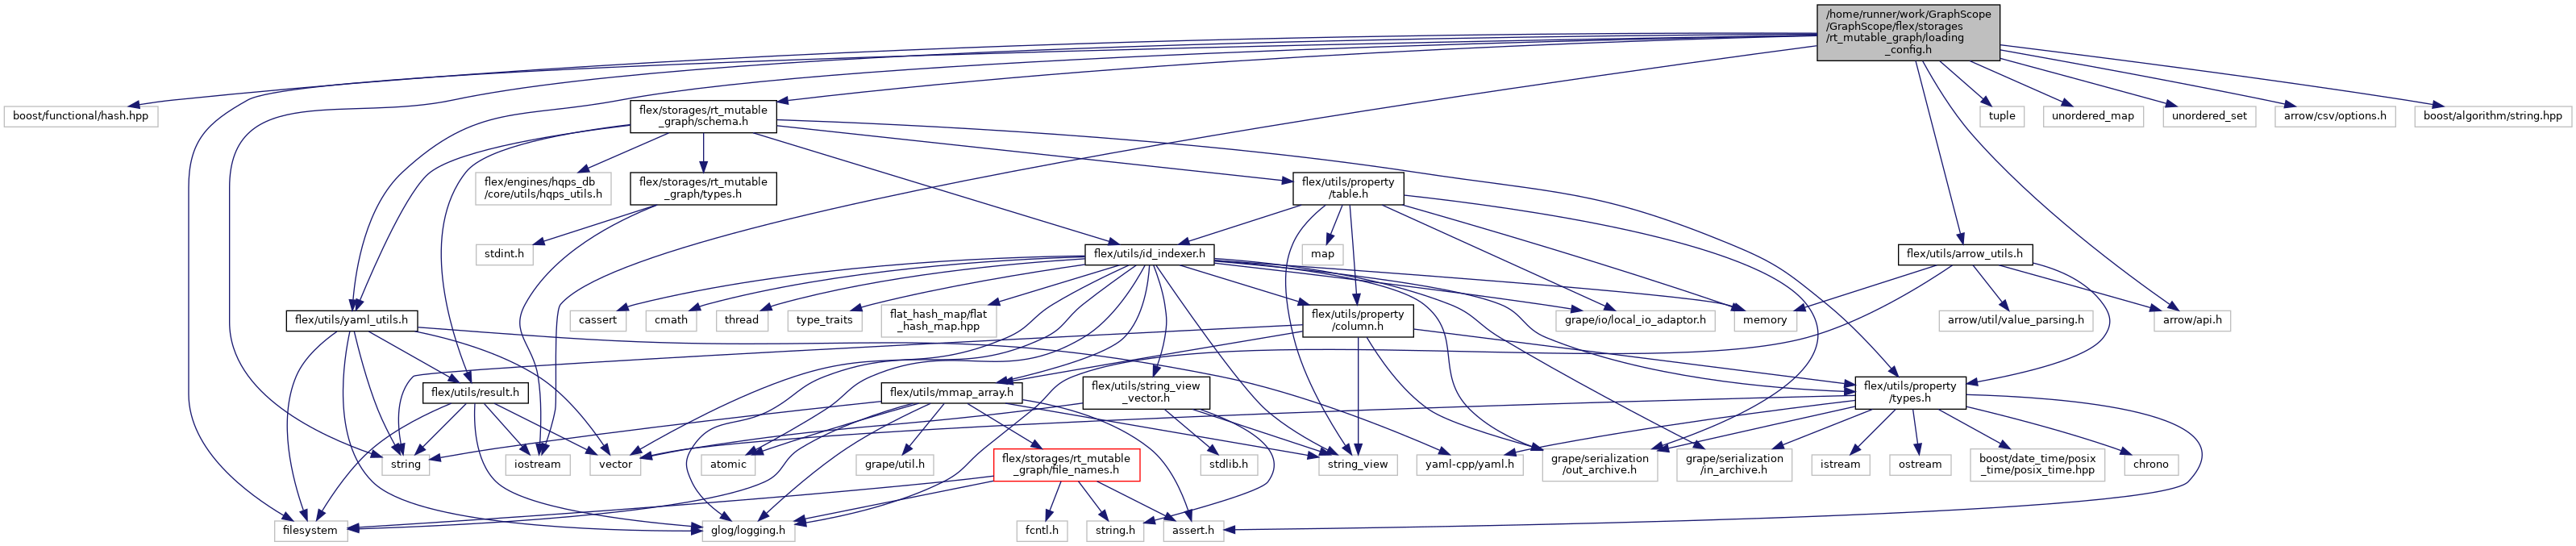 /home/runner/work/GraphScope
/GraphScope/flex/storages
/rt_mutable_graph/loading
_config.h
boost/functional/hash.hpp
flex/storages/rt_mutable
_graph/schema.h
tuple
unordered_map
unordered_set
arrow/csv/options.h
boost/algorithm/string.hpp
flex/engines/hqps_db
/core/utils/hqps_utils.h
flex/storages/rt_mutable
_graph/types.h
flex/utils/property
/table.h
stdint.h
flex/utils/id_indexer.h
map
flex/utils/arrow_utils.h
flex/utils/yaml_utils.h
cassert
cmath
thread
type_traits
flat_hash_map/flat
_hash_map.hpp
flex/utils/property
/column.h
grape/io/local_io_adaptor.h
memory
arrow/util/value_parsing.h
arrow/api.h
flex/utils/result.h
flex/utils/mmap_array.h
flex/utils/string_view
_vector.h
flex/utils/property
/types.h
string
iostream
vector
atomic
grape/util.h
flex/storages/rt_mutable
_graph/file_names.h
stdlib.h
string_view
yaml-cpp/yaml.h
grape/serialization
/out_archive.h
grape/serialization
/in_archive.h
istream
ostream
boost/date_time/posix
_time/posix_time.hpp
chrono
filesystem
glog/logging.h
fcntl.h
string.h
assert.h